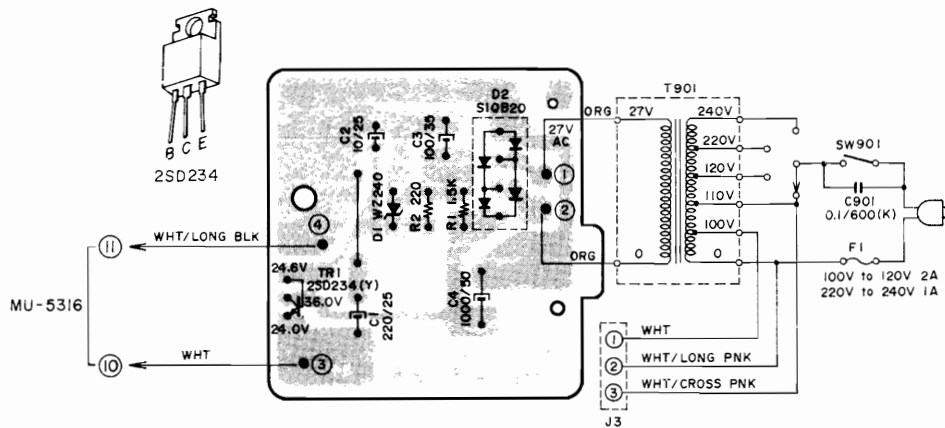 B C E
2SD234
MU-5316
11
WHT/LONG BLK
10
WHT
4
24.6V
TR1
2SD234(Y)
36.0V
24.0V
3
C2
10/25
C3
100/35
D2
S1QB20
D1 WZ240
R2 220
R1 1.5K
C1
220/25
C4
1000/50
27V
AC
1
2
ORG
ORG
T901
27V
0
240V
220V
120V
110V
100V
0
SW901
C901
0.1/600(K)
F1
100V to 120V 2A
220V to 240V 1A
1 WHT
2 WHT/LONG PNK
3 WHT/CROSS PNK
J3